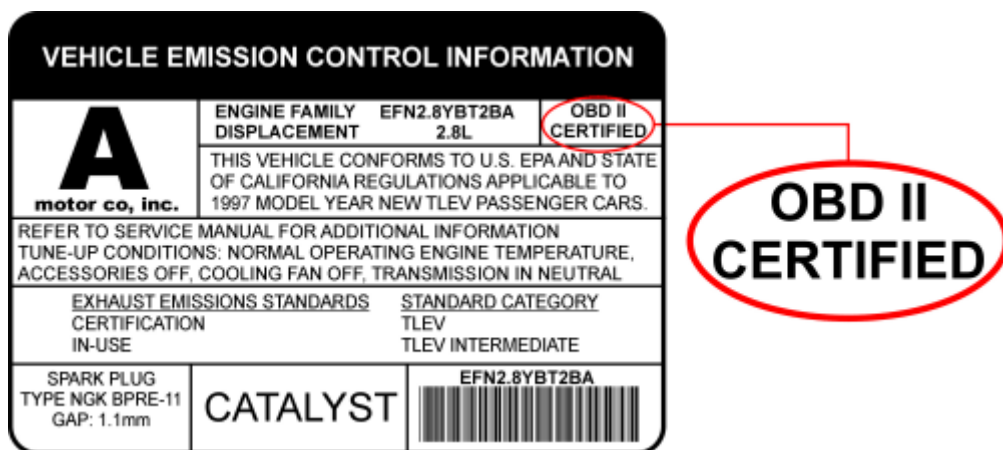 VEHICLE EMISSION CONTROL INFORMATION
A
motor co, inc.
ENGINE FAMILY EFN2.8YBT2BA
DISPLACEMENT 2.8L
OBD II
CERTIFIED
THIS VEHICLE CONFORMS TO U.S. EPA AND STATE
OF CALIFORNIA REGULATIONS APPLICABLE TO
1997 MODEL YEAR NEW TLEV PASSENGER CARS.
REFER TO SERVICE MANUAL FOR ADDITIONAL INFORMATION
TUNE-UP CONDITIONS: NORMAL OPERATING ENGINE TEMPERATURE,
ACCESSORIES OFF, COOLING FAN OFF, TRANSMISSION IN NEUTRAL
EXHAUST EMISSIONS STANDARDS STANDARD CATEGORY
CERTIFICATION TLEV
IN-USE TLEV INTERMEDIATE
SPARK PLUG
TYPE NGK BPRE-11
GAP: 1.1mm
CATALYST
EFN2.8YBT2BA
OBD II
CERTIFIED